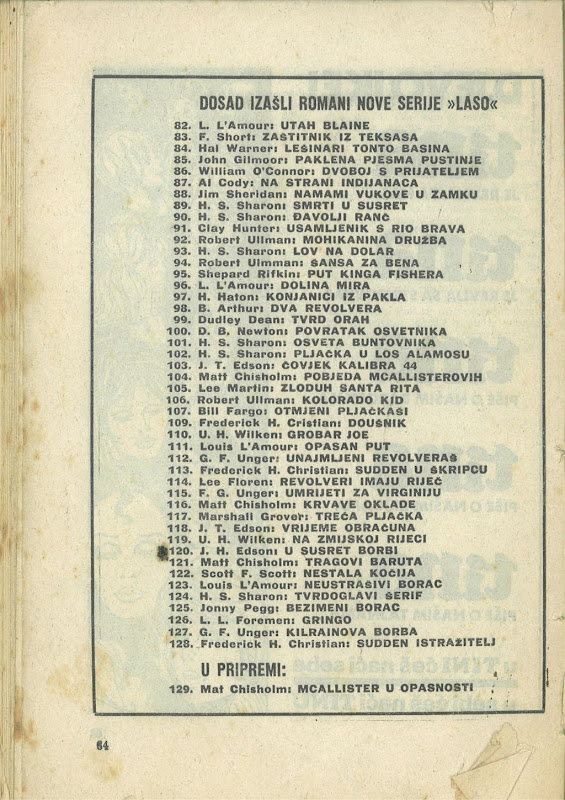 DOSAD IZAŠLI ROMANI NOVE SERIJE »LASO«
82. L. L'Amour: UTAH BLAINE
83. F. Short: ZAŠTITNIK IZ TEKSASA
84. Hal Warner: LEŠINARI TONTO BASINA
85. John Gilmoor: PAKLENA PJESMA PUSTINJE
86. William O'Connor: DVOBOJ S PRIJATELJEM
87. Al Cody: NA STRANI INDIJANACA
88. Jim Sheridan: NAMAMI VUKOVE U ZAMKU
89. H. S. Sharon: SMRTI U SUSRET
90. H. S. Sharon: ĐAVOLJI RANČ
91. Clay Hunter: USAMLJENIK S RIO BRAVA
92. Robert Ullman: MOHIKANINA DRUŽBA
93. H. S. Sharon: LOV NA DOLAR
94. Robert Ulmman: ŠANSA ZA BENA
95. Shepard Rifkin: PUT KINGA FISHERA
96. L. L'Amour: DOLINA MIRA
97. H. Haton: KONJANICI IZ PAKLA
98. B. Arthur: DVA REVOLVERA
99. Dudley Dean: TVRD ORAH
100. D. B. Newton: POVRATAK OSVETNIKA
101. H. S. Sharon: OSVETA BUNTOVNIKA
102. H. S. Sharon: PLJAČKA U LOS ALAMOSU
103. J. T. Edson: ČOVJEK KALIBRA 44
104. Matt Chisholm: POBJEDA MCALLISTEROVIH
105. Lee Martin: ZLODUH SANTA RITA
106. Robert Ullman: KOLORADO KID
107. Bill Fargo: OTMJENI PLJAČKAŠI
109. Frederick H. Cristian: DOUŠNIK
110. U. H. Wilken: GROBAR JOE
111. Louis L'Amour: OPASAN PUT
112. G. F. Unger: UNAJMLJENI REVOLVERAŠ
113. Frederick H. Christian: SUDDEN U ŠKRIPCU
114. Lee Floren: REVOLVERI IMAJU RIJEČ
115. F. G. Unger: UMRIJETI ZA VIRGINIJU
116. Matt Chisholm: KRVAVE OKLADE
117. Marshall Grover: TREĆA PLJAČKA
118. J. T. Edson: VRIJEME OBRAČUNA
119. U. H. Wilken: NA ZMIJSKOJ RIJECI
120. J. H. Edson: U SUSRET BORBI
121. Matt Chisholm: TRAGOVI BARUTA
122. Scott F. Scott: NESTALA KOČIJA
123. Louis L'Amour: NEUSTRAŠIVI BORAC
124. H. S. Sharon: TVRDOGLAVI ŠERIF
125. Jonny Pegg: BEZIMENI BORAC
126. L. L. Foremen: GRINGO
127. G. F. Unger: KILRAINOVA BORBA
128. Frederick H. Christian: SUDDEN ISTRAŽITELJ
U PRIPREMI:
129. Mat Chisholm: MCALLISTER U OPASNOSTI
64